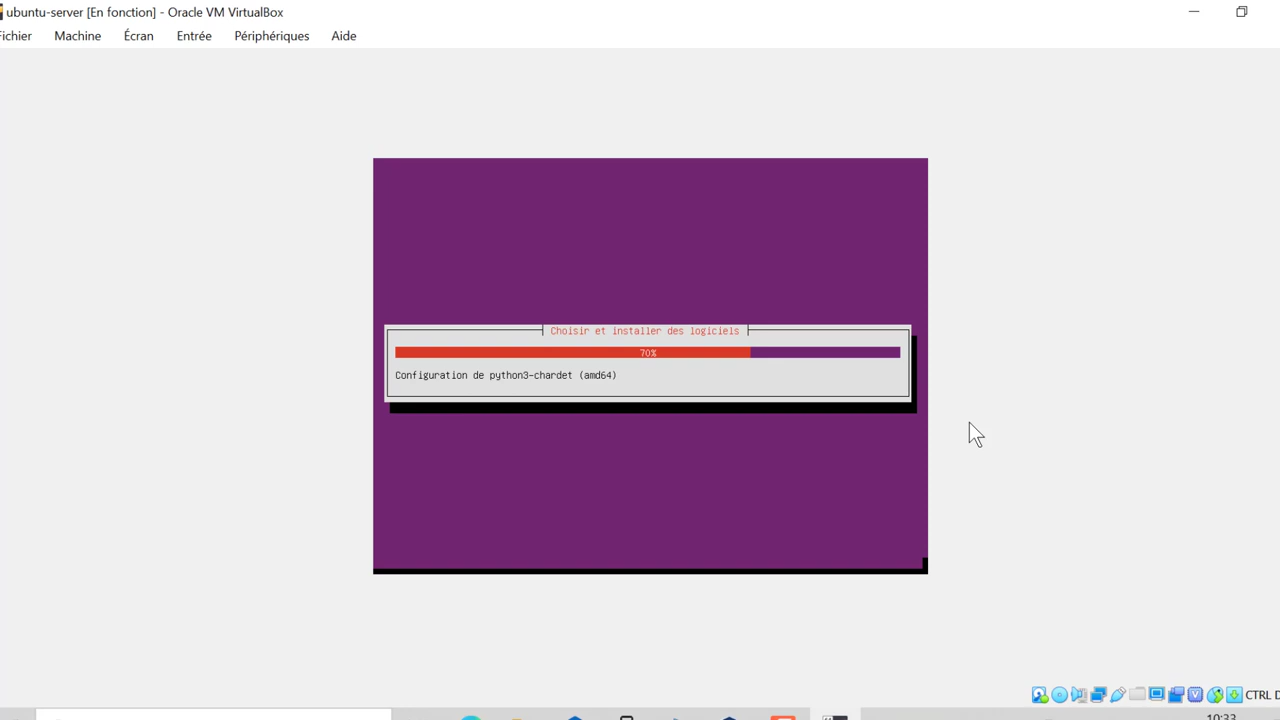 ubuntu-server [En fonction] - Oracle VM VirtualBox
Fichier Machine Écran Entrée Périphériques Aide
Choisir et installer des logiciels
70%
Configuration de python3-chardet (amd64)
CTRL D
10:33